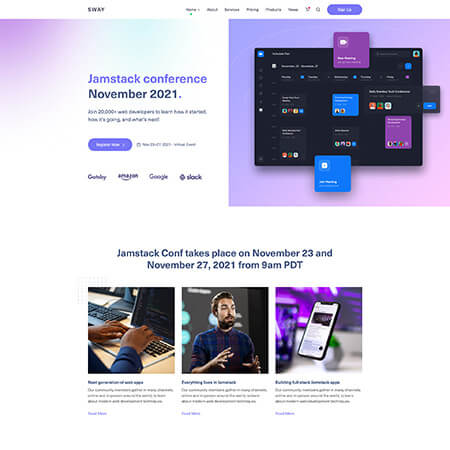 SWAY
Home About Services Pricing Products News Sign Up
Jamstack conference
November 2021.
Join 20,000+ web developers to learn how it started,
how it's going, and what's next!
Register Now
Virtual Event
Gatsby amazon Google slack
New Meeting
Join Meeting
Jamstack Conf takes place on November 23 and
November 27, 2021 from 9am PDT
Next generation of web apps
Our community members gather in many channels,
online and in-person around the world, to learn
about modern web development techniques.
Read More
Everything lives in Jamstack
Our community members gather in many channels,
online and in-person around the world, to learn
about modern web development techniques.
Read More
Building full stack Jamstack apps
Our community members gather in many channels,
online and in-person around the world, to learn
about modern web development techniques.
Read More